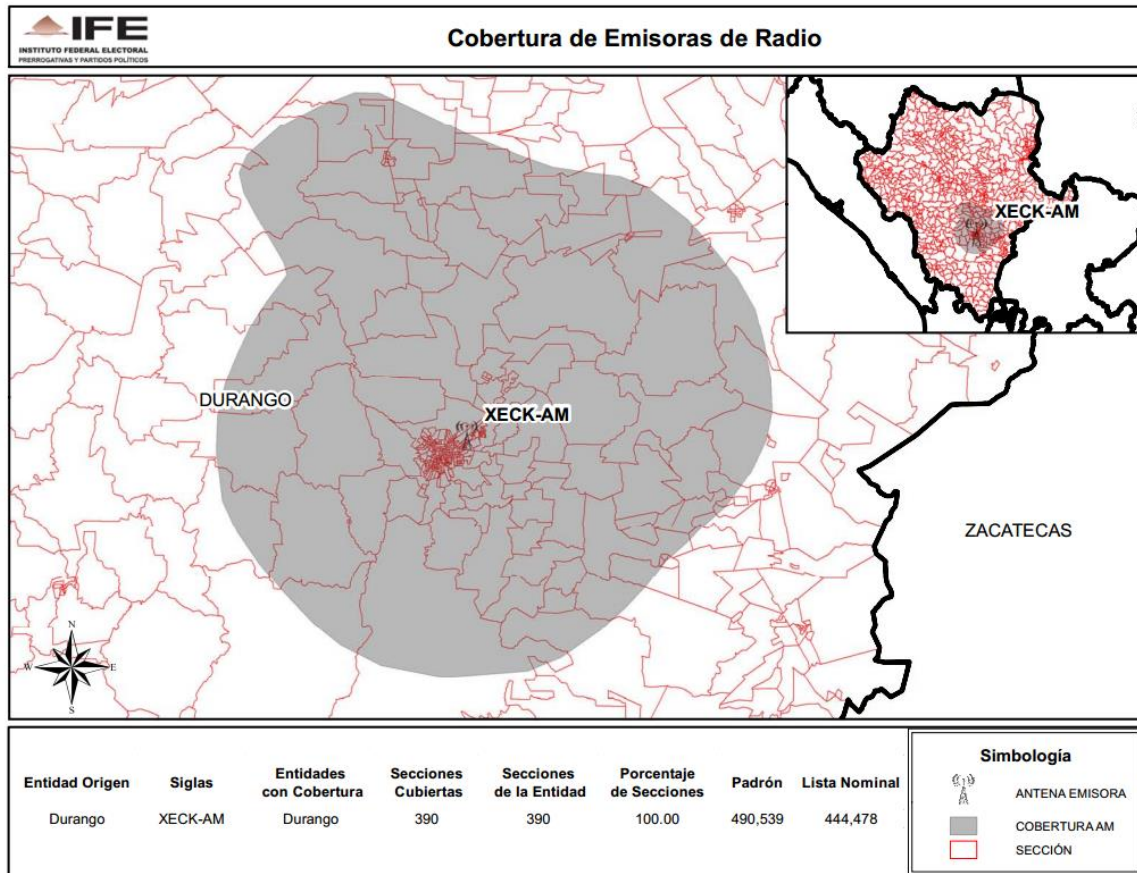 IFE
INSTITUTO FEDERAL ELECTORAL
PRERROGATIVAS Y PARTIDOS POLÍTICOS
Cobertura de Emisoras de Radio
XECK-AM
DURANGO
XECK-AM
ZACATECAS
N
W E
S
Entidad Origen Siglas Entidades con Cobertura Secciones Cubiertas Secciones de la Entidad Porcentaje de Secciones Padrón Lista Nominal
Durango XECK-AM Durango 390 390 100.00 490,539 444,478
Simbología
ANTENA EMISORA
COBERTURA AM
SECCIÓN